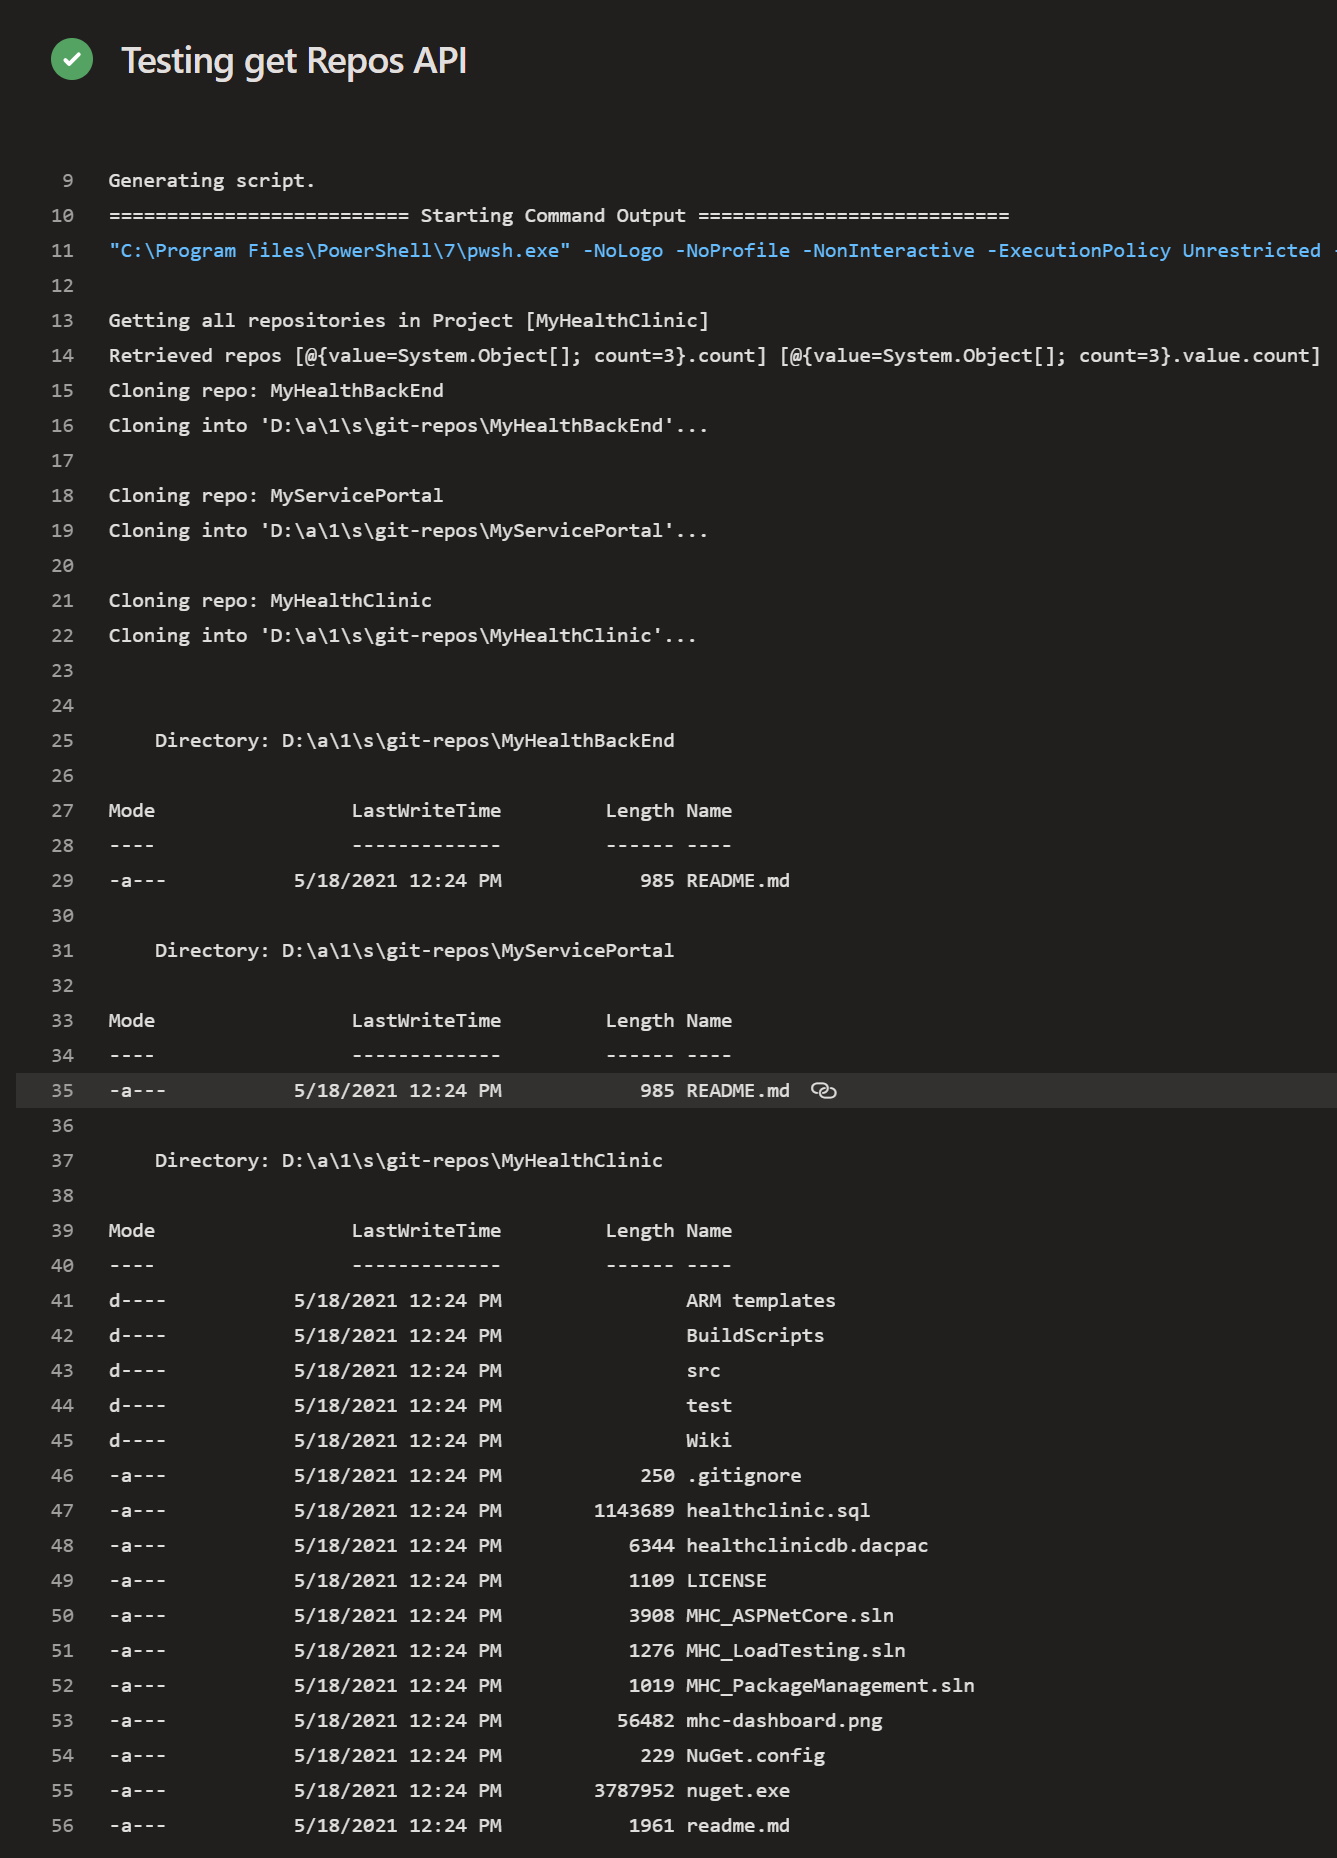 Testing get Repos API
9 Generating script.
10 ========================== Starting Command Output ===========================
11 "C:\Program Files\PowerShell\7\pwsh.exe" -NoLogo -NoProfile -NonInteractive -ExecutionPolicy Unrestricted -
12
13 Getting all repositories in Project [MyHealthClinic]
14 Retrieved repos [@{value=System.Object[]; count=3}.count] [@{value=System.Object[]; count=3}.value.count]
15 Cloning repo: MyHealthBackEnd
16 Cloning into 'D:\a\1\s\git-repos\MyHealthBackEnd'...
17
18 Cloning repo: MyServicePortal
19 Cloning into 'D:\a\1\s\git-repos\MyServicePortal'...
20
21 Cloning repo: MyHealthClinic
22 Cloning into 'D:\a\1\s\git-repos\MyHealthClinic'...
23
24
25     Directory: D:\a\1\s\git-repos\MyHealthBackEnd
26
27 Mode                 LastWriteTime         Length Name
28 ----                 -------------         ------ ----
29 -a---           5/18/2021 12:24 PM            985 README.md
30
31     Directory: D:\a\1\s\git-repos\MyServicePortal
32
33 Mode                 LastWriteTime         Length Name
34 ----                 -------------         ------ ----
35 -a---           5/18/2021 12:24 PM            985 README.md
36
37     Directory: D:\a\1\s\git-repos\MyHealthClinic
38
39 Mode                 LastWriteTime         Length Name
40 ----                 -------------         ------ ----
41 d----           5/18/2021 12:24 PM                ARM templates
42 d----           5/18/2021 12:24 PM                BuildScripts
43 d----           5/18/2021 12:24 PM                src
44 d----           5/18/2021 12:24 PM                test
45 d----           5/18/2021 12:24 PM                Wiki
46 -a---           5/18/2021 12:24 PM            250 .gitignore
47 -a---           5/18/2021 12:24 PM        1143689 healthclinic.sql
48 -a---           5/18/2021 12:24 PM           6344 healthclinicdb.dacpac
49 -a---           5/18/2021 12:24 PM           1109 LICENSE
50 -a---           5/18/2021 12:24 PM           3908 MHC_ASPNetCore.sln
51 -a---           5/18/2021 12:24 PM           1276 MHC_LoadTesting.sln
52 -a---           5/18/2021 12:24 PM           1019 MHC_PackageManagement.sln
53 -a---           5/18/2021 12:24 PM          56482 mhc-dashboard.png
54 -a---           5/18/2021 12:24 PM            229 NuGet.config
55 -a---           5/18/2021 12:24 PM        3787952 nuget.exe
56 -a---           5/18/2021 12:24 PM           1961 readme.md